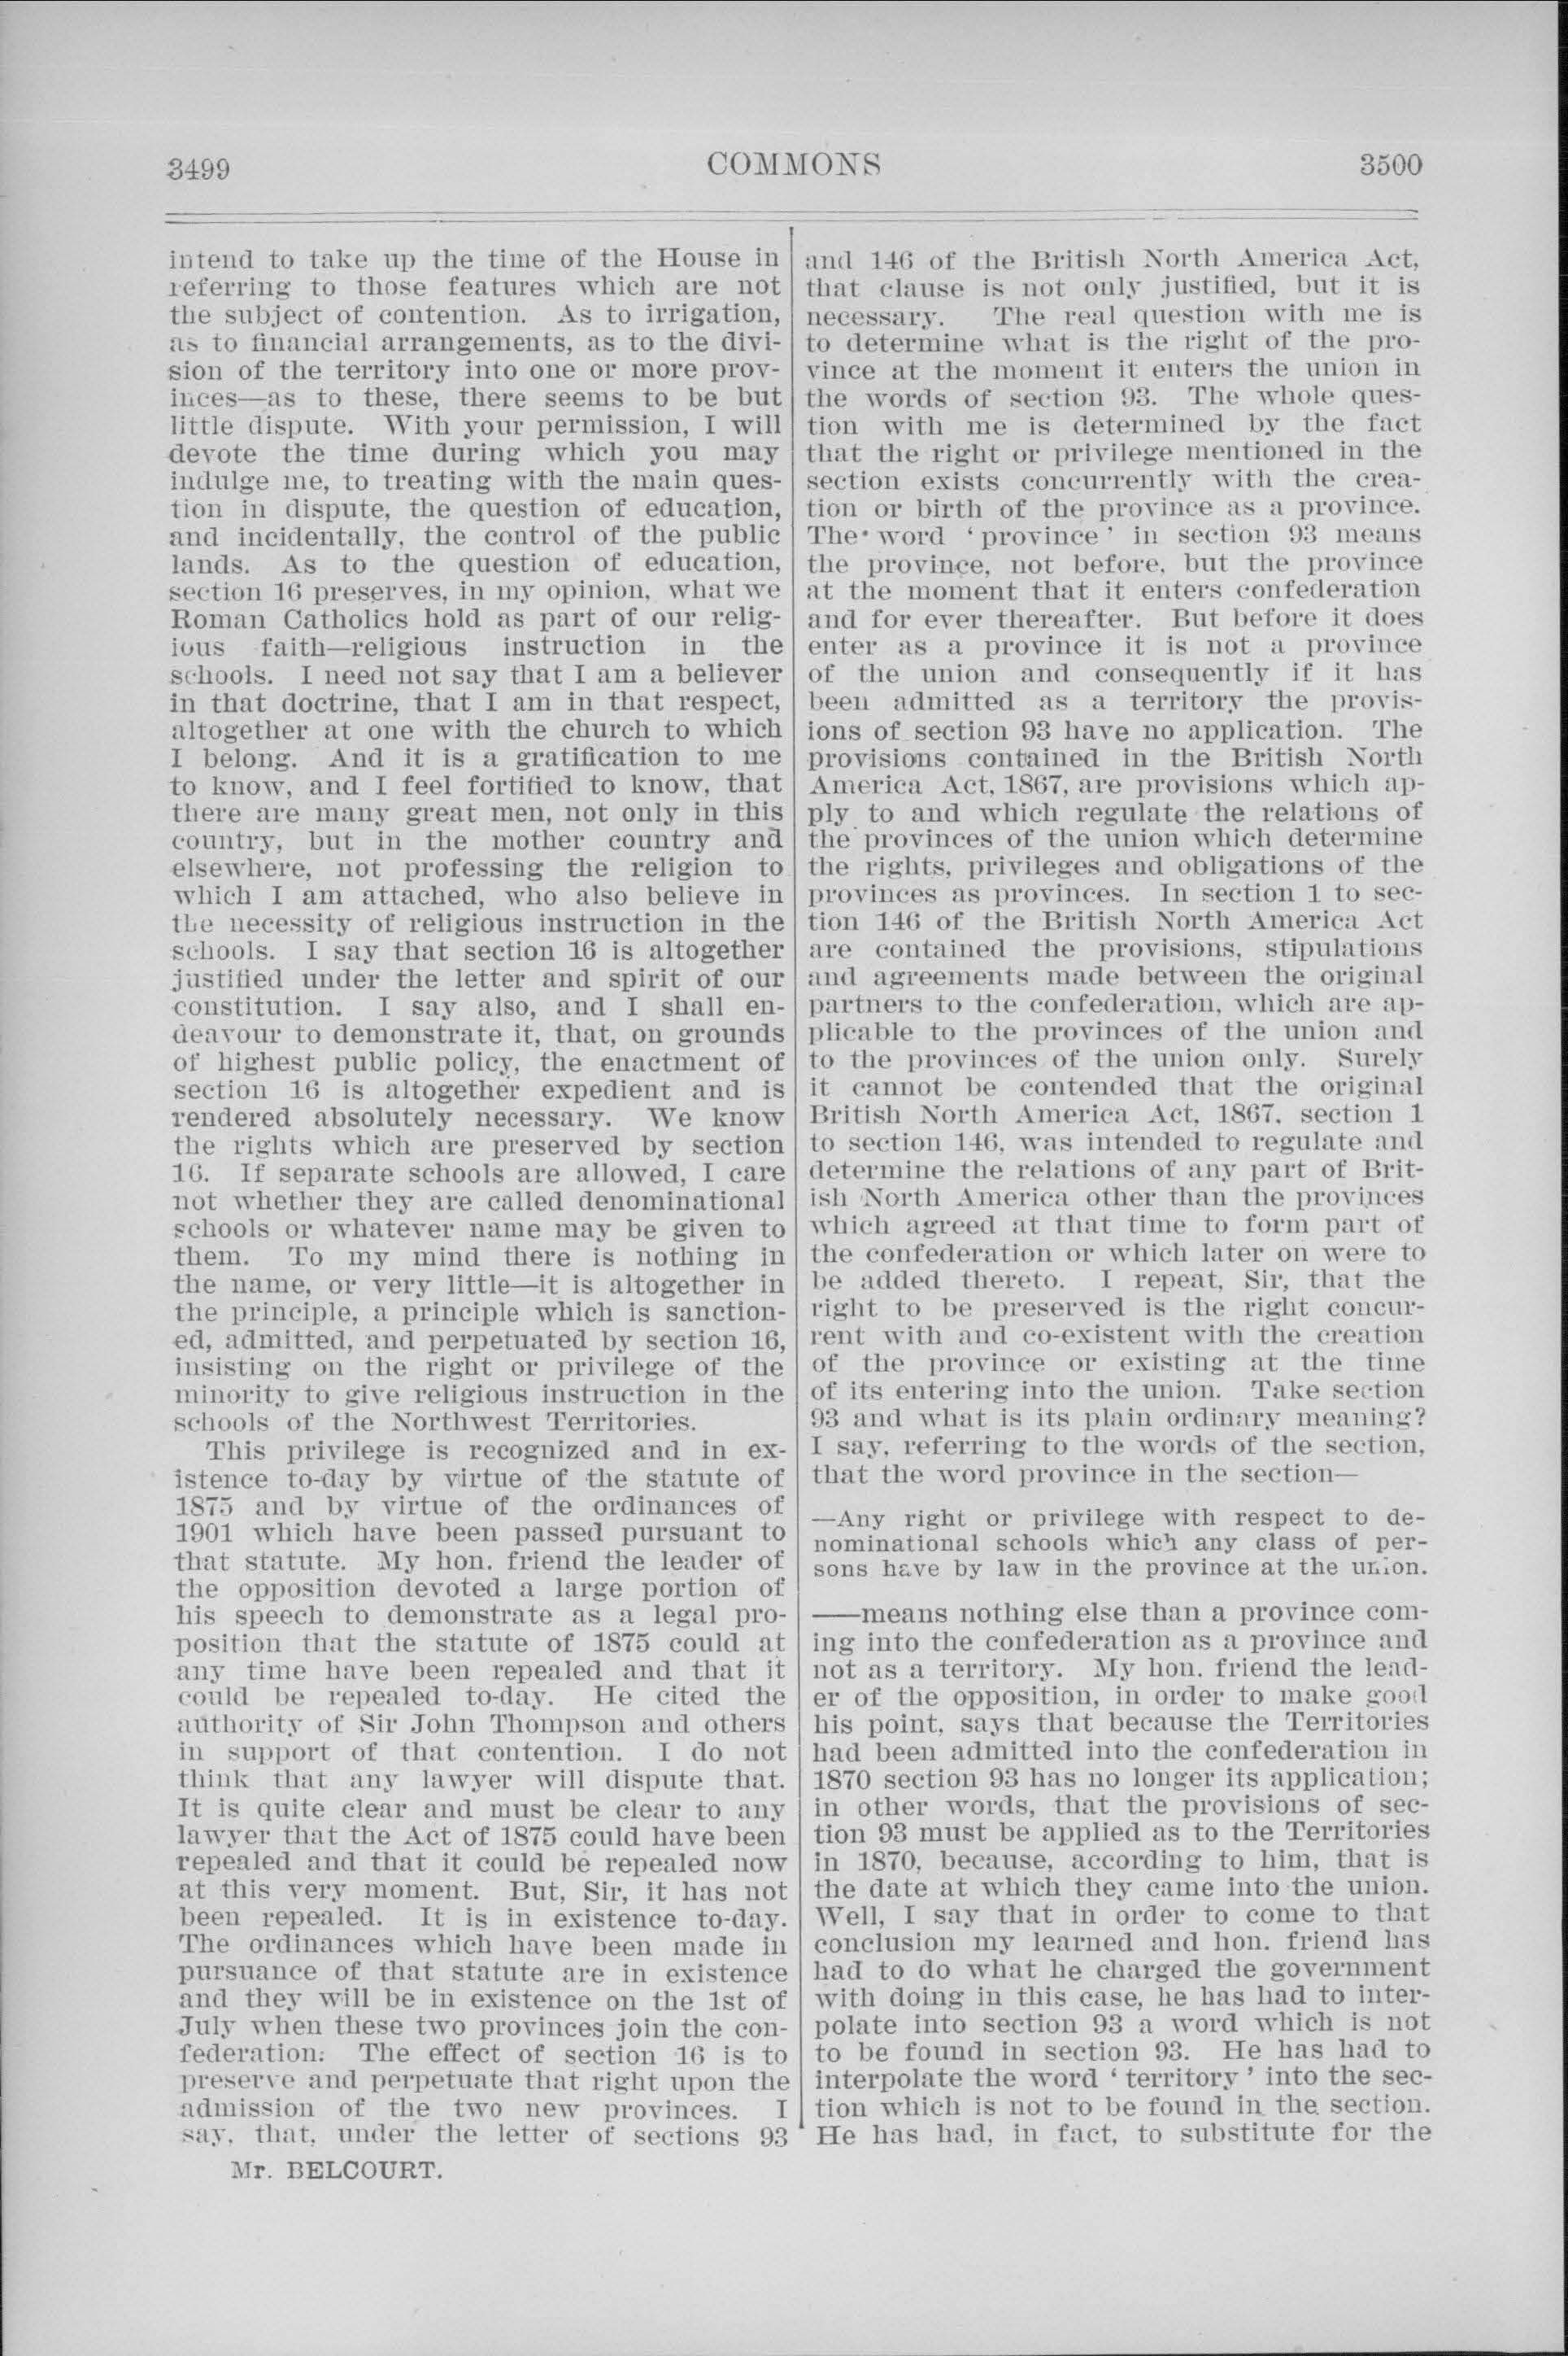 3499 COMMONS 3500
intend to take up the time of the House in
referring to those features which are not
the subject of contention. As to irrigation,
as to financial arrangements, as to the divi-
sion of the territory into one or more prov-
inces—as to these, there seems to be but
little dispute. With your permission, I will
devote the time during which you may
indulge me, to treating with the main ques-
tion in dispute, the question of education,
and incidentally, the control of the public
lands. As to the question of education,
section 16 preserves, in my opinion, what we
Roman Catholics hold as part of our relig-
ious faith—religious instruction in the
schools. I need not say that I am a believer
in that doctrine, that I am in that respect,
altogether at one with the church to which
I belong. And it is a gratification to me
to know, and I feel fortified to know, that
there are many great men, not only in this
country, but in the mother country and
elsewhere, not professing the religion to
which I am attached, who also believe in
the necessity of religious instruction in the
schools. I say that section 16 is altogether
justified under the letter and spirit of our
constitution. I say also, and I shall en-
deavour to demonstrate it, that, on grounds
of highest public policy, the enactment of
section 16 is altogether expedient and is
rendered absolutely necessary. We know
the rights which are preserved by section
16. If separate schools are allowed, I care
not whether they are called denominational
schools or whatever name may be given to
them. To my mind there is nothing in
the name, or very little—it is altogether in
the principle, a principle which is sanction-
ed, admitted, and perpetuated by section 16,
insisting on the right or privilege of the
minority to give religious instruction in the
schools of the Northwest Territories.
This privilege is recognized and in ex-
istence to-day by virtue of the statute of
1875 and by virtue of the ordinances of
1901 which have been passed pursuant to
that statute. My hon. friend the leader of
the opposition devoted a large portion of
his speech to demonstrate as a legal pro-
position that the statute of 1875 could at
any time have been repealed and that it
could be repealed to-day. He cited the
authority of Sir John Thompson and others
in support of that contention. I do not
think that any lawyer will dispute that.
It is quite clear and must be clear to any
lawyer that the Act of 1875 could have been
repealed and that it could be repealed now
at this very moment. But, Sir, it has not
been repealed. It is in existence to-day.
The ordinances which have been made in
pursuance of that statute are in existence
and they will be in existence on the 1st of
July when these two provinces join the con-
federation. The effect of section 16 is to
preserve and perpetuate that right upon the
admission of the two new provinces. I
say, that, under the letter of sections 93
Mr. BELCOURT.
and 146 of the British North America Act,
that clause is not only justified, but it is
necessary. The real question with me is
to determine what is the right of the pro-
vince at the moment it enters the union in
the words of section 93. The whole ques-
tion with me is determined by the fact
that the right or privilege mentioned in the
section exists concurrently with the crea-
tion or birth of the province as a province.
The word ‘province’ in section 93 means
the province, not before, but the province
at the moment that it enters confederation
and for ever thereafter. But before it does
enter as a province it is not a province
of the union and consequently if it has
been admitted as a territory the provis-
ions of section 93 have no application. The
provisions contained in the British North
America Act, 1867, are provisions which ap-
ply to and which regulate the relations of
the provinces of the union which determine
the rights, privileges and obligations of the
provinces as provinces. In section 1 to sec-
tion 146 of the British North America Act
are contained the provisions, stipulations
and agreements made between the original
partners to the confederation, which are ap-
plicable to the provinces of the union and
to the provinces of the union only. Surely
it cannot be contended that the original
British North America Act, 1867, section 1
to section 146, was intended to regulate and
determine the relations of any part of Brit-
ish North America other than the provinces
which agreed at that time to form part of
the confederation or which later on were to
be added thereto. I repeat, Sir, that the
right to be preserved is the right concur-
rent with and co-existent with the creation
of the province or existing at the time
of its entering into the union. Take section
93 and what is its plain ordinary meaning?
I say, referring to the words of the section,
that the word province in the section—
—Any right or privilege with respect to de-
nominational schools which any class of per-
sons have by law in the province at the union.
——means nothing else than a province com-
ing into the confederation as a province and
not as a territory. My hon. friend the lead-
er of the opposition, in order to make good
his point, says that because the Territories
had been admitted into the confederation in
1870 section 93 has no longer its application;
in other words, that the provisions of sec-
tion 93 must be applied as to the Territories
in 1870, because, according to him, that is
the date at which they came into the union.
Well, I say that in order to come to that
conclusion my learned and hon. friend has
had to do what he charged the government
with doing in this case, he has had to inter-
polate into section 93 a word which is not
to be found in section 93. He has had to
interpolate the word ‘territory’ into the sec-
tion which is not to be found in the section.
He has had, in fact, to substitute for the